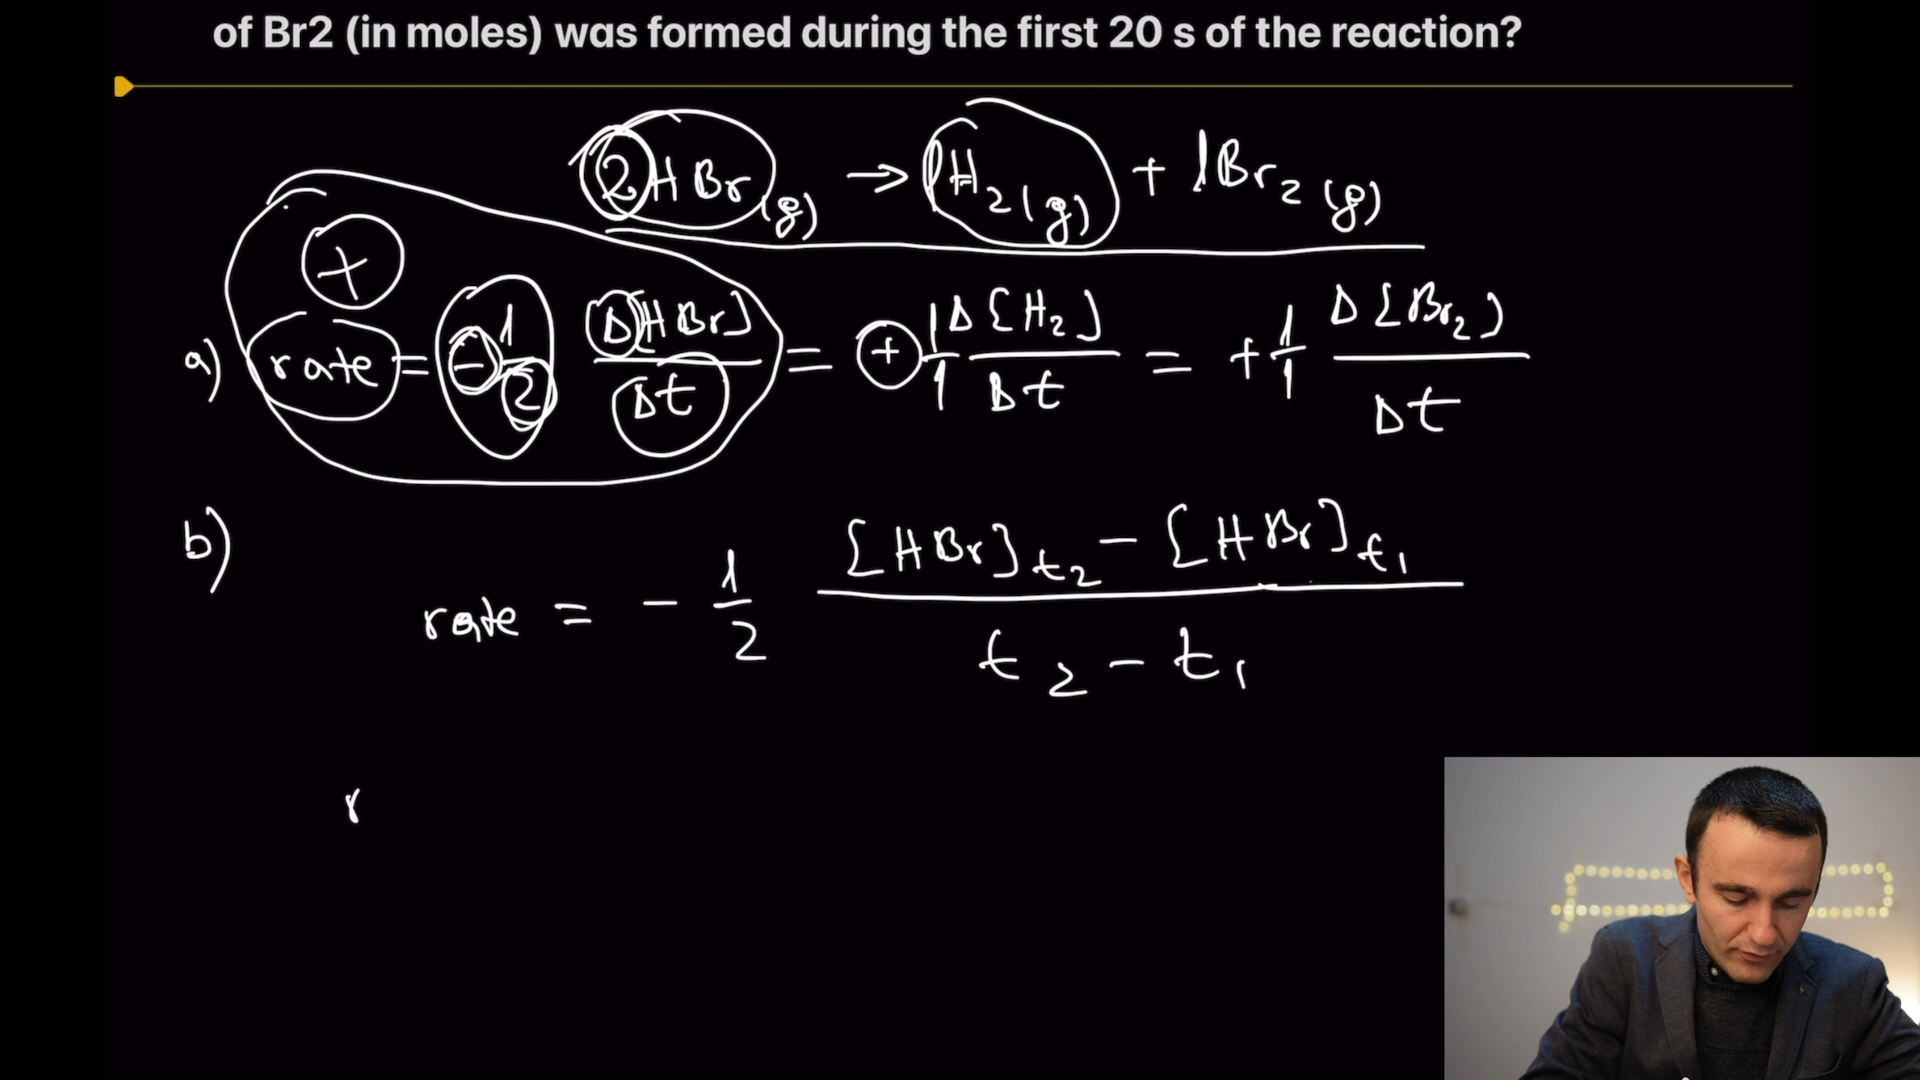 of Br2 (in moles) was formed during the first 20 s of the reaction?
2HBr(g) → 1H2(g) + 1Br2(g)
+
a) rate = -1/2 Δ[HBr]/Δt = +1/1 Δ[H2]/Δt = +1/1 Δ[Br2]/Δt
b)
rate = - 1/2 [HBr]t2 - [HBr]t1 / t2 - t1
r